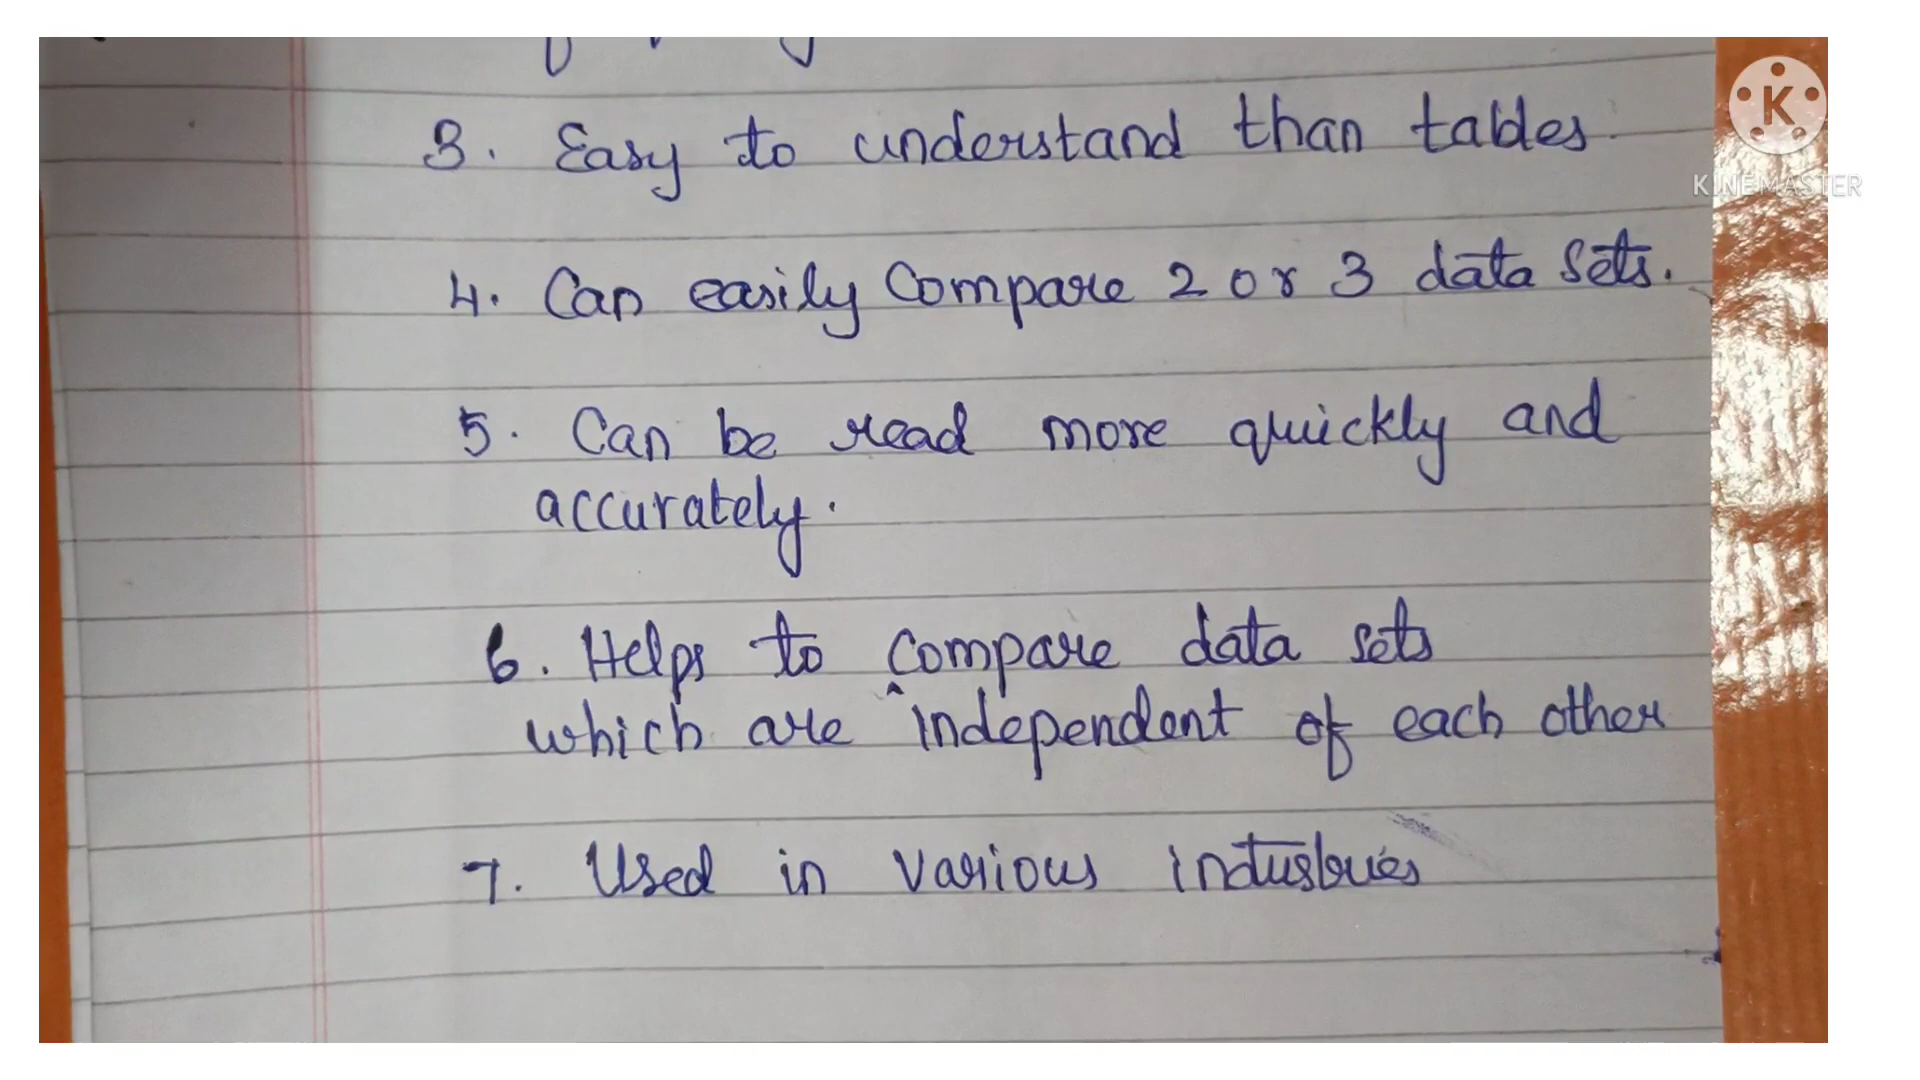 3. Easy to understand than tables.
4. Can easily Compare 2 or 3 data sets.
5. Can be read more quickly and
accurately.
6. Helps to compare data sets
which are independent of each other
7. Used in various industries
K
KINEMASTER